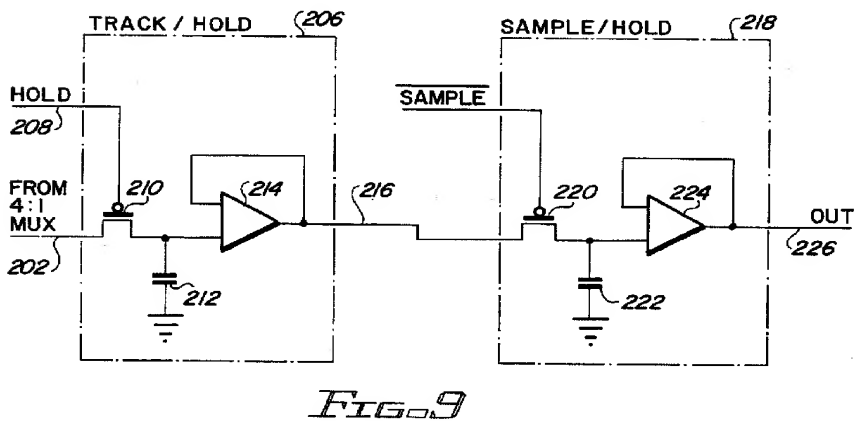 TRACK / HOLD
206
SAMPLE/HOLD
218
HOLD
208
SAMPLE
FROM
4:1
MUX
202
210
214
216
212
220
224
OUT
226
222
FIG. 9